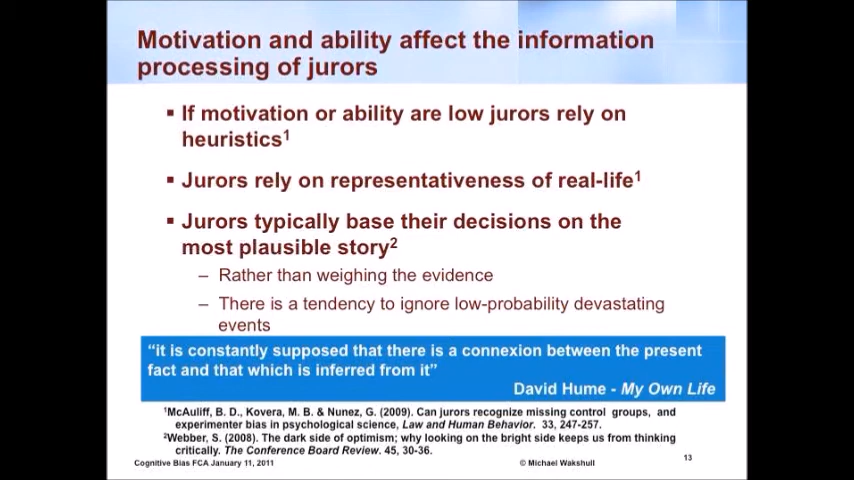 Motivation and ability affect the information
processing of jurors
▪ If motivation or ability are low jurors rely on
heuristics¹
▪ Jurors rely on representativeness of real-life¹
▪ Jurors typically base their decisions on the
most plausible story²
– Rather than weighing the evidence
– There is a tendency to ignore low-probability devastating
events
“it is constantly supposed that there is a connexion between the present
fact and that which is inferred from it”
David Hume - My Own Life
¹McAuliff, B. D., Kovera, M. B. & Nunez, G. (2009). Can jurors recognize missing control groups, and
experimenter bias in psychological science, Law and Human Behavior. 33, 247-257.
²Webber, S. (2008). The dark side of optimism; why looking on the bright side keeps us from thinking
critically. The Conference Board Review. 45, 30-36.
Cognitive Bias FCA January 11, 2011 © Michael Wakshull 13